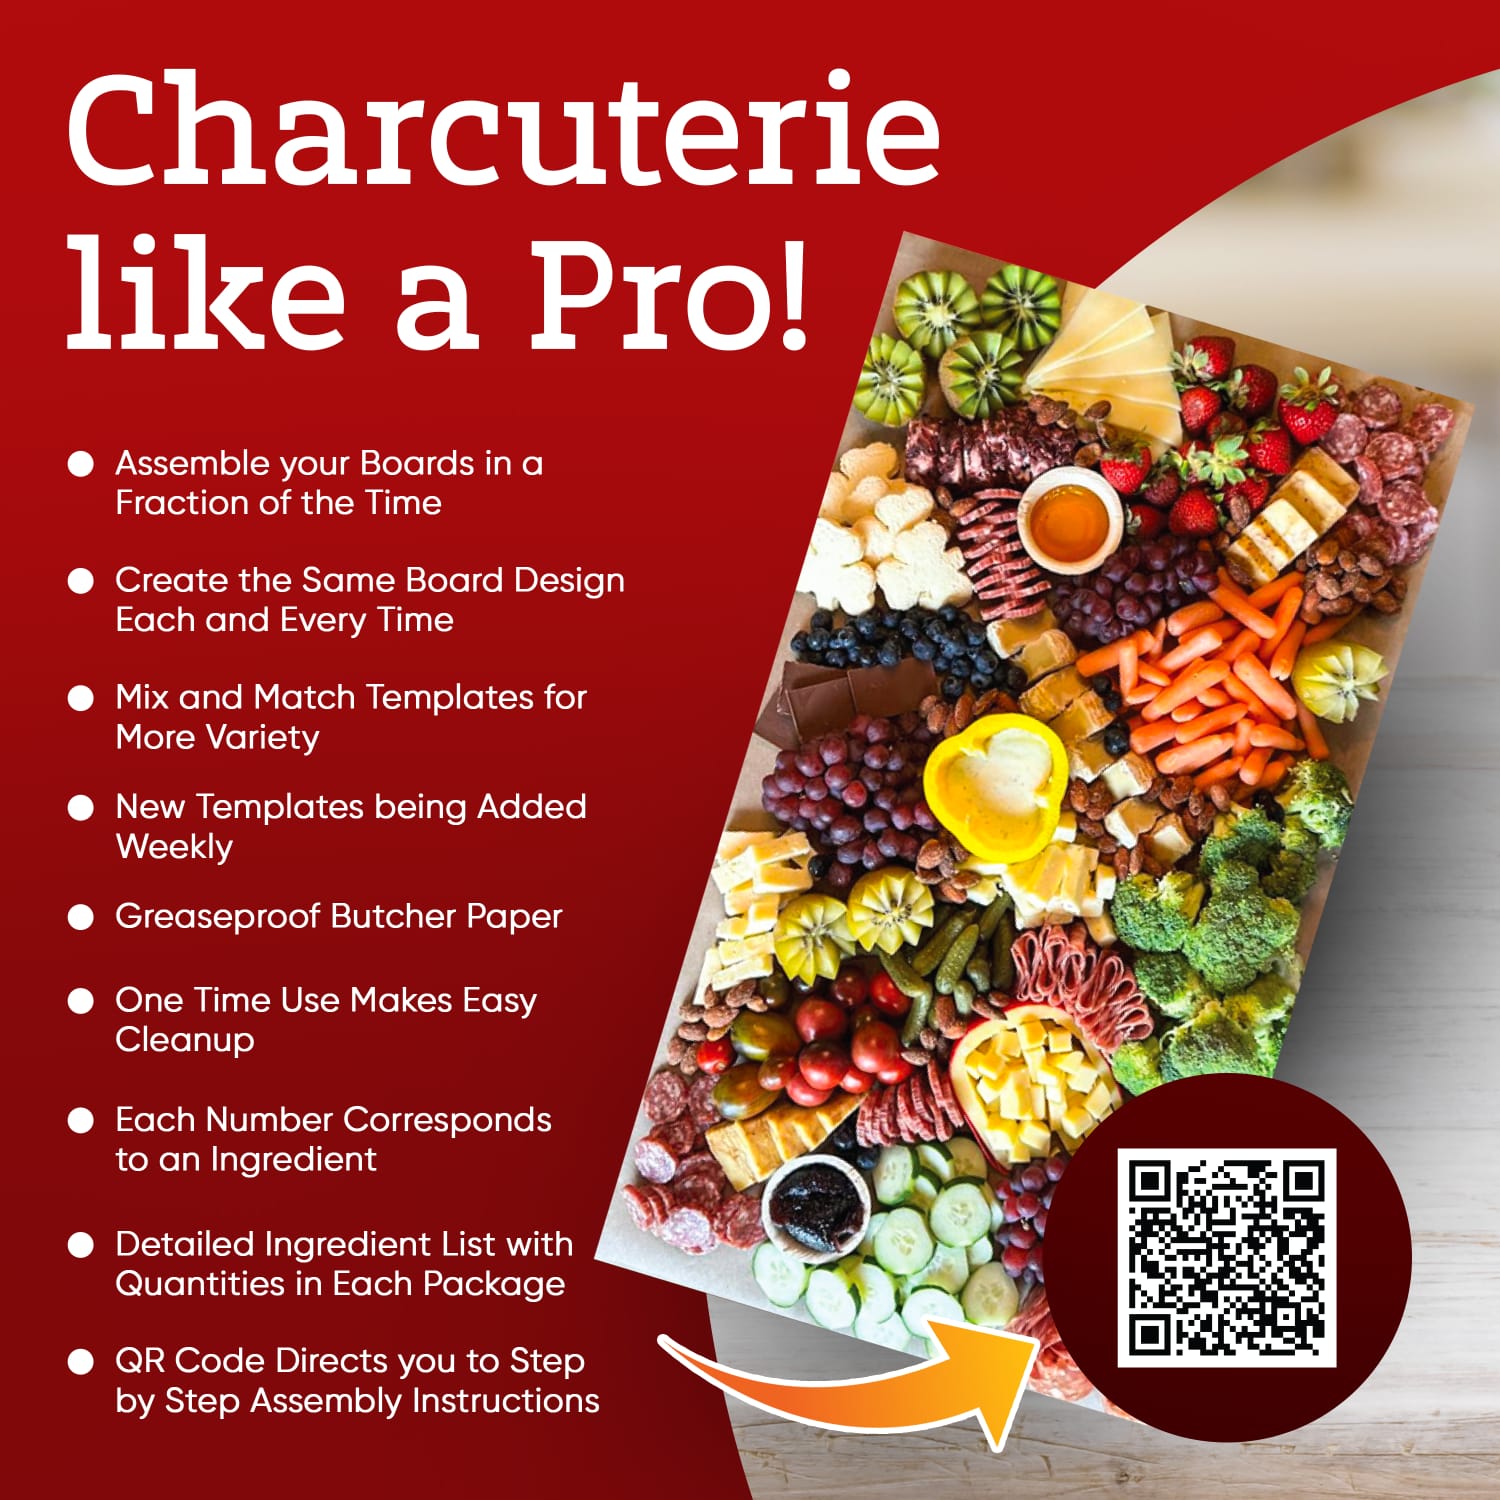 Charcuterie
like a Pro!
Assemble your Boards in a
Fraction of the Time
Create the Same Board Design
Each and Every Time
Mix and Match Templates for
More Variety
New Templates being Added
Weekly
Greaseproof Butcher Paper
One Time Use Makes Easy
Cleanup
Each Number Corresponds
to an Ingredient
Detailed Ingredient List with
Quantities in Each Package
QR Code Directs you to Step
by Step Assembly Instructions